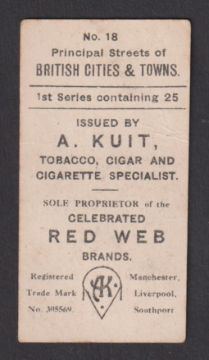 No. 18
Principal Streets of
BRITISH CITIES & TOWNS.
1st Series containing 25
ISSUED BY
A. KUIT,
TOBACCO, CIGAR AND
CIGARETTE SPECIALIST.
SOLE PROPRIETOR of the
CELEBRATED
RED WEB
BRANDS.
Registered
Trade Mark
No. 305569.
AK
Manchester,
Liverpool,
Southport